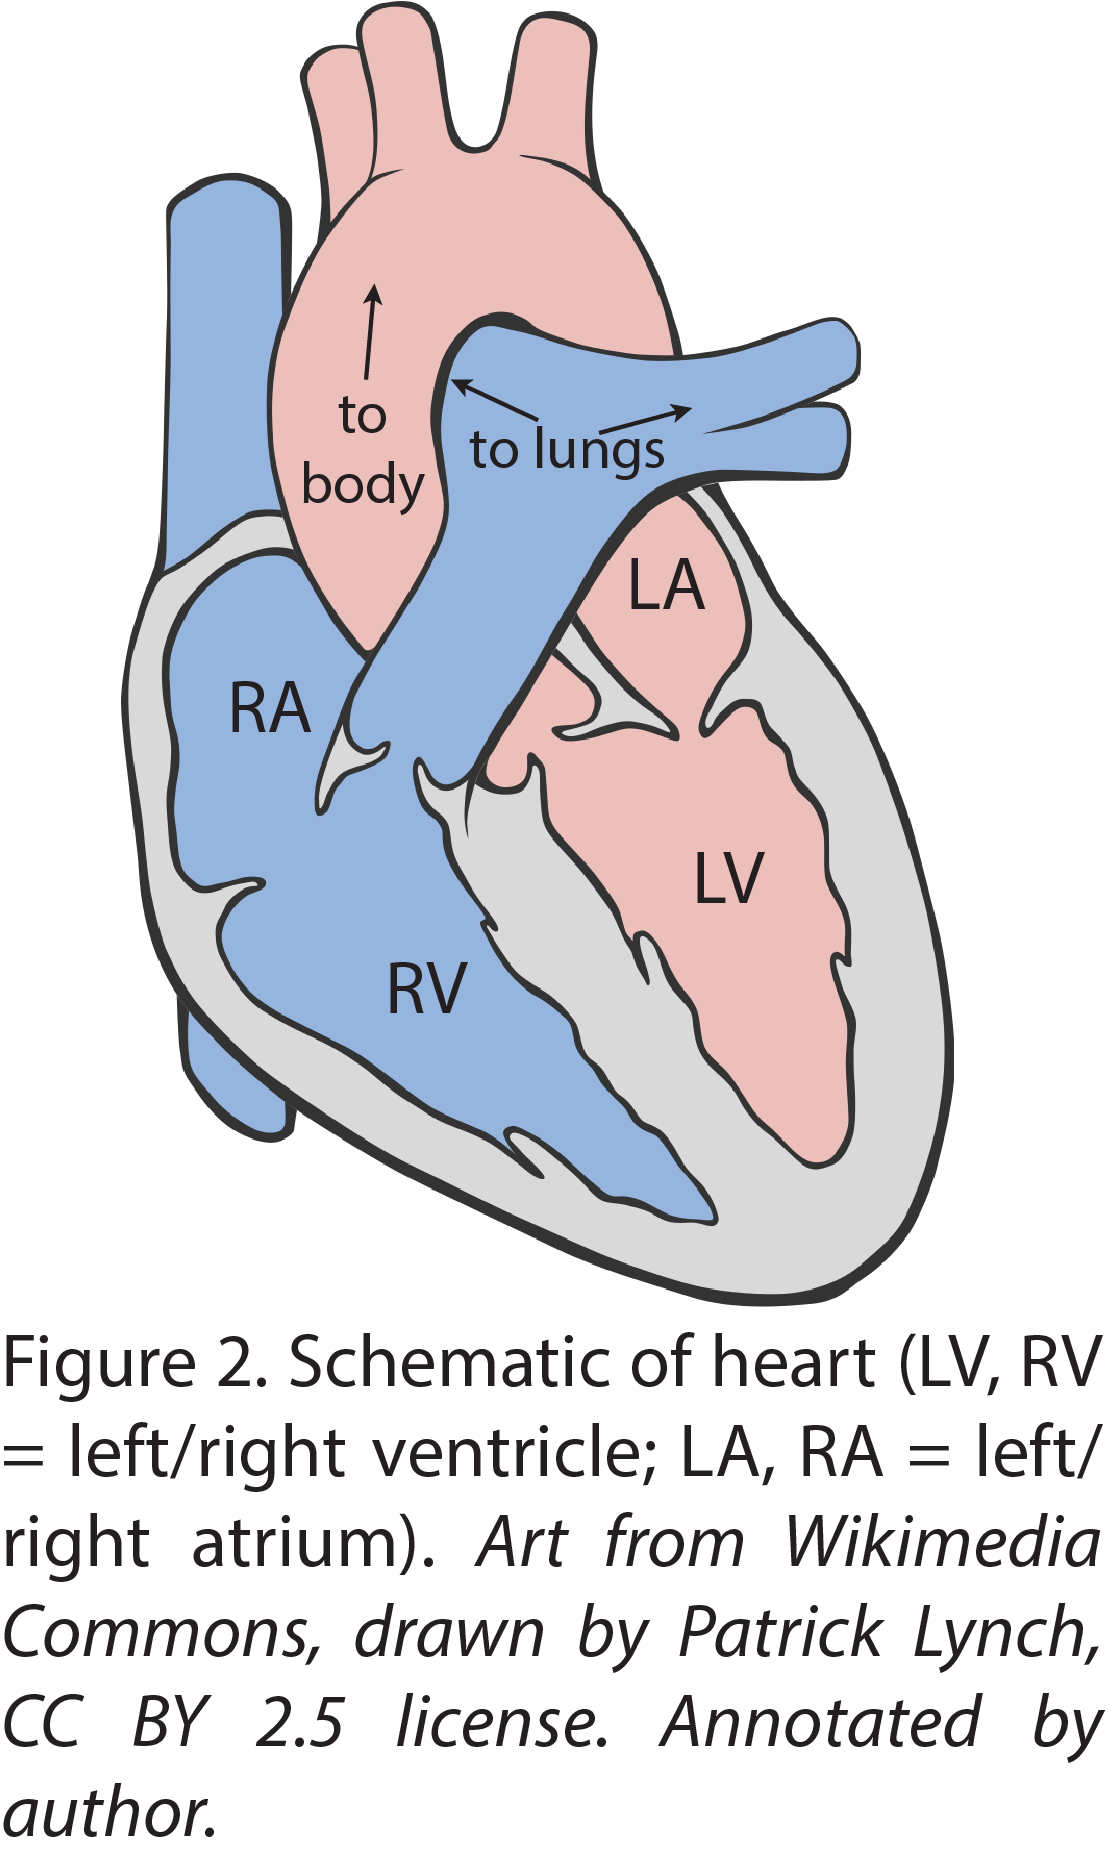 to
body
to lungs
LA
RA
LV
RV
Figure 2. Schematic of heart (LV, RV
= left/right ventricle; LA, RA = left/
right atrium). Art from Wikimedia
Commons, drawn by Patrick Lynch,
CC BY 2.5 license. Annotated by
author.